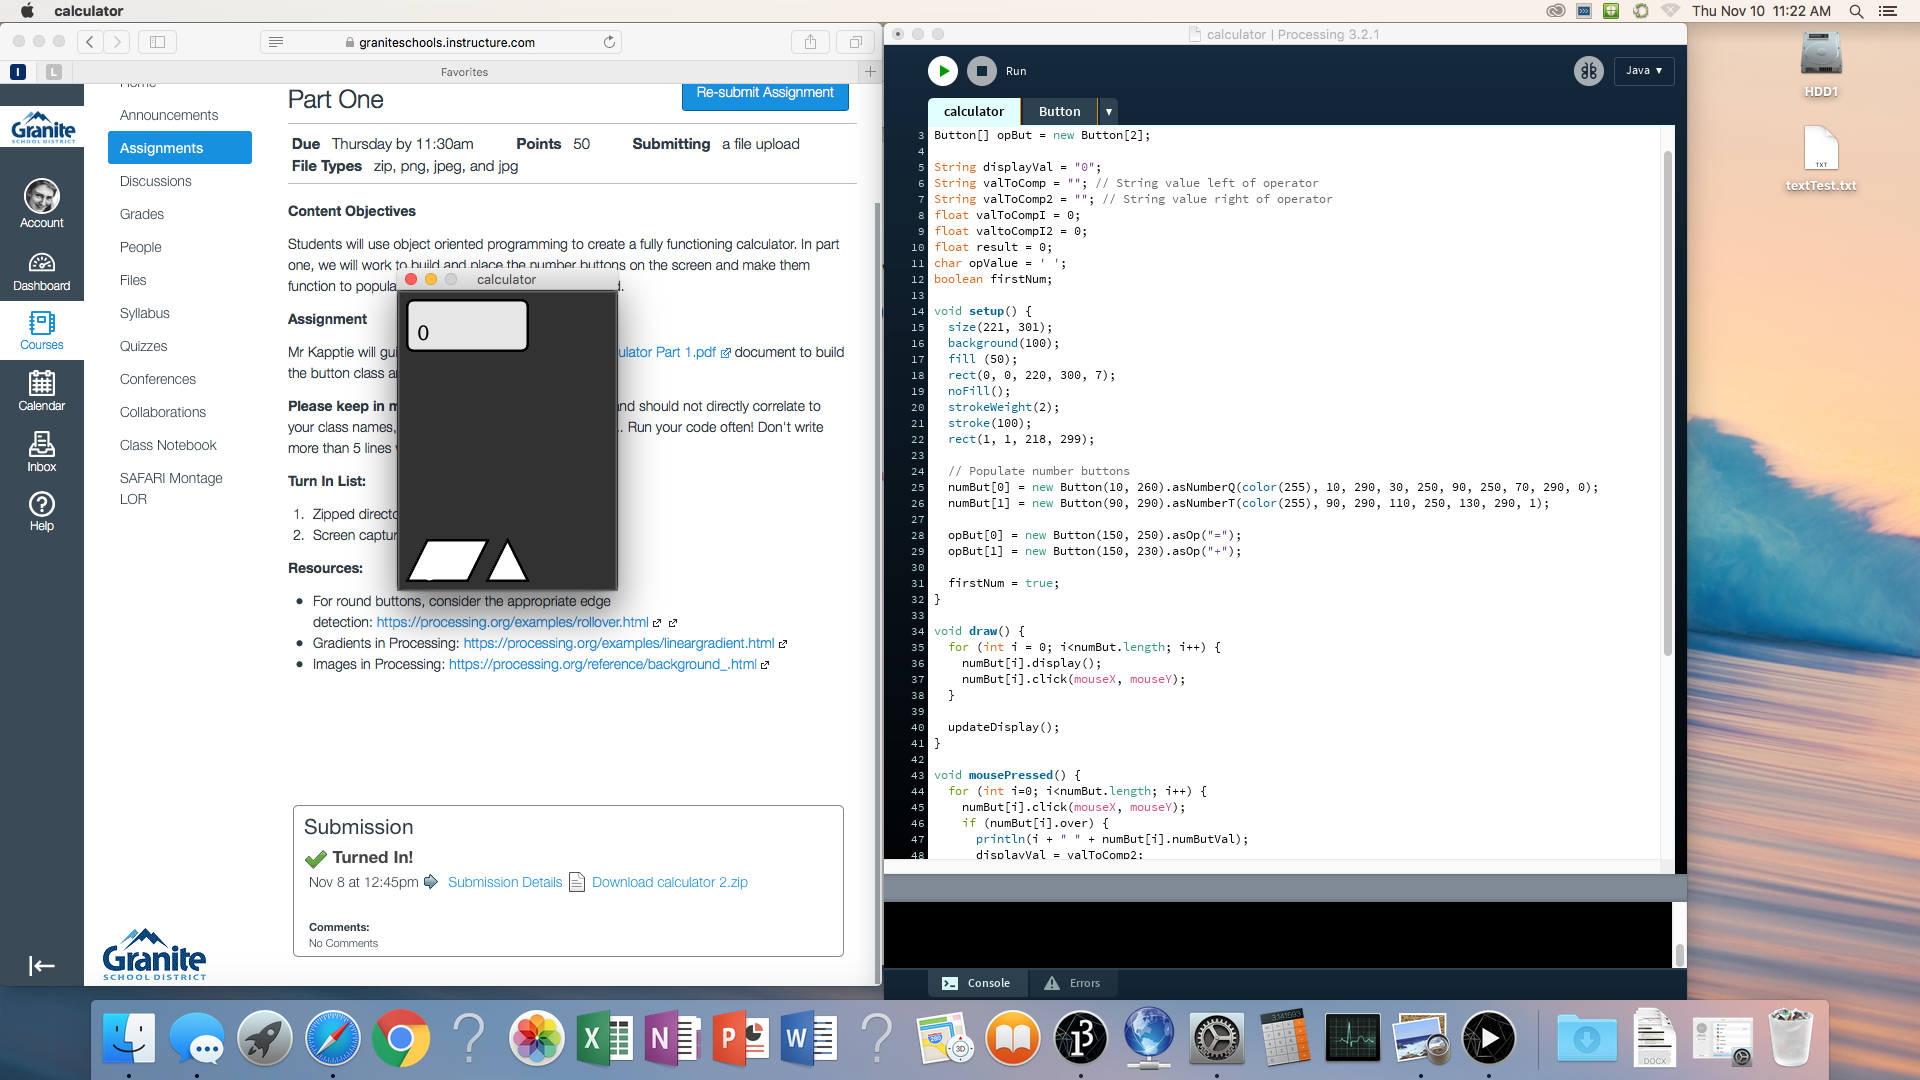 calculator
Thu Nov 10 11:22 AM
graniteschools.instructure.com
I
L
Favorites
Granite
SCHOOL DISTRICT
Account
Dashboard
Courses
Calendar
Inbox
Help
Home
Announcements
Assignments
Discussions
Grades
People
Files
Syllabus
Quizzes
Conferences
Collaborations
Class Notebook
SAFARI Montage
LOR
Granite
SCHOOL DISTRICT
Part One
Re-submit Assignment
Due Thursday by 11:30am Points 50 Submitting a file upload
File Types zip, png, jpeg, and jpg
Content Objectives
Students will use object oriented programming to create a fully functioning calculator. In part
one, we will work to build and place the number buttons on the screen and make them
function to popula
Assignment
Mr Kapptie will gui ulator Part 1.pdf document to build
the button class a
Please keep in m nd should not directly correlate to
your class names, .. Run your code often! Don't write
more than 5 lines
Turn In List:
1. Zipped directo
2. Screen captur
Resources:
• For round buttons, consider the appropriate edge
detection: https://processing.org/examples/rollover.html
• Gradients in Processing: https://processing.org/examples/lineargradient.html
• Images in Processing: https://processing.org/reference/background_.html
Submission
Turned In!
Nov 8 at 12:45pm Submission Details Download calculator 2.zip
Comments:
No Comments
calculator
0
calculator | Processing 3.2.1
Run
Java ▾
calculator Button ▾
3 Button[] opBut = new Button[2];
4
5 String displayVal = "0";
6 String valToComp = ""; // String value left of operator
7 String valToComp2 = ""; // String value right of operator
8 float valToCompI = 0;
9 float valtoCompI2 = 0;
10 float result = 0;
11 char opValue = ' ';
12 boolean firstNum;
13
14 void setup() {
15 size(221, 301);
16 background(100);
17 fill (50);
18 rect(0, 0, 220, 300, 7);
19 noFill();
20 strokeWeight(2);
21 stroke(100);
22 rect(1, 1, 218, 299);
23
24 // Populate number buttons
25 numBut[0] = new Button(10, 260).asNumberQ(color(255), 10, 290, 30, 250, 90, 250, 70, 290, 0);
26 numBut[1] = new Button(90, 290).asNumberT(color(255), 90, 290, 110, 250, 130, 290, 1);
27
28 opBut[0] = new Button(150, 250).asOp("=");
29 opBut[1] = new Button(150, 230).asOp("+");
30
31 firstNum = true;
32 }
33
34 void draw() {
35 for (int i = 0; i<numBut.length; i++) {
36 numBut[i].display();
37 numBut[i].click(mouseX, mouseY);
38 }
39
40 updateDisplay();
41 }
42
43 void mousePressed() {
44 for (int i=0; i<numBut.length; i++) {
45 numBut[i].click(mouseX, mouseY);
46 if (numBut[i].over) {
47 println(i + " " + numBut[i].numButVal);
48 displayVal = valToComp2;
Console
Errors
HDD1
TXT
textTest.txt
DOCX